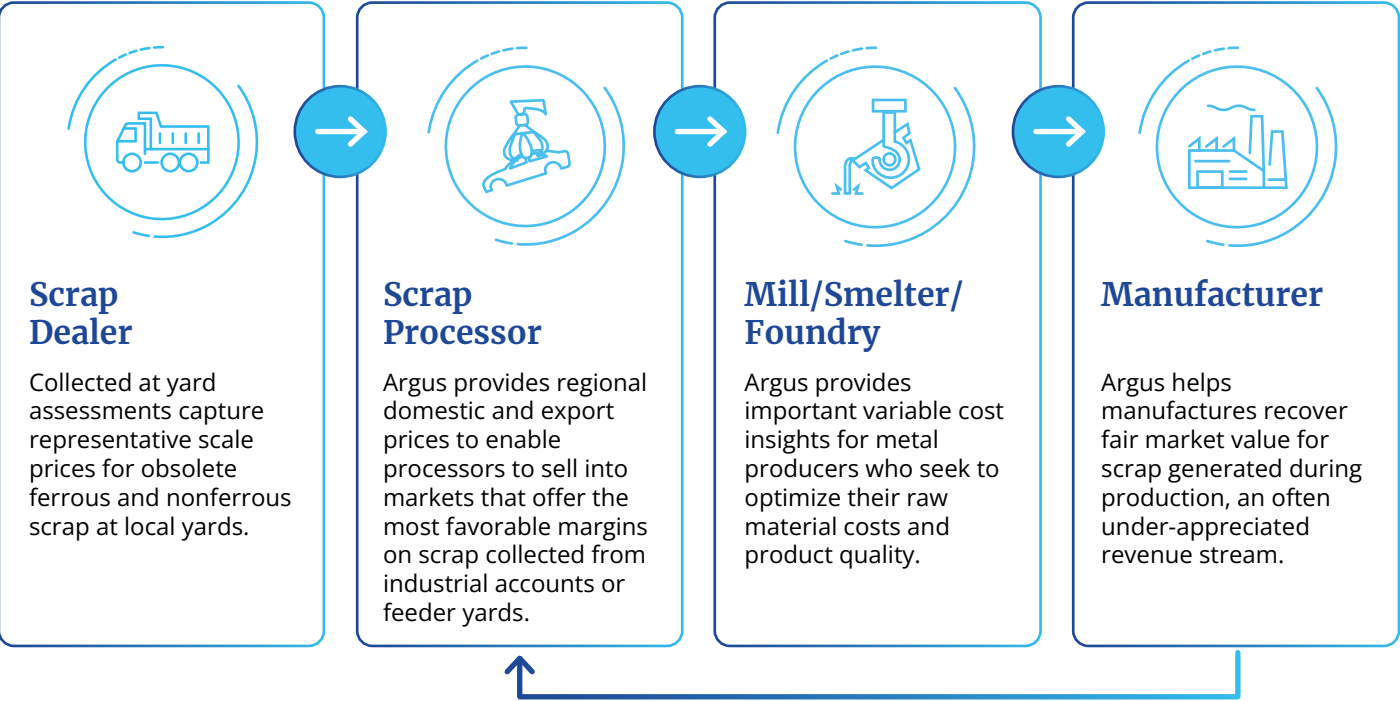 Scrap
Dealer
Collected at yard
assessments capture
representative scale
prices for obsolete
ferrous and nonferrous
scrap at local yards.
Scrap
Processor
Argus provides regional
domestic and export
prices to enable
processors to sell into
markets that offer the
most favorable margins
on scrap collected from
industrial accounts or
feeder yards.
Mill/Smelter/
Foundry
Argus provides
important variable cost
insights for metal
producers who seek to
optimize their raw
material costs and
product quality.
Manufacturer
Argus helps
manufactures recover
fair market value for
scrap generated during
production, an often
under-appreciated
revenue stream.